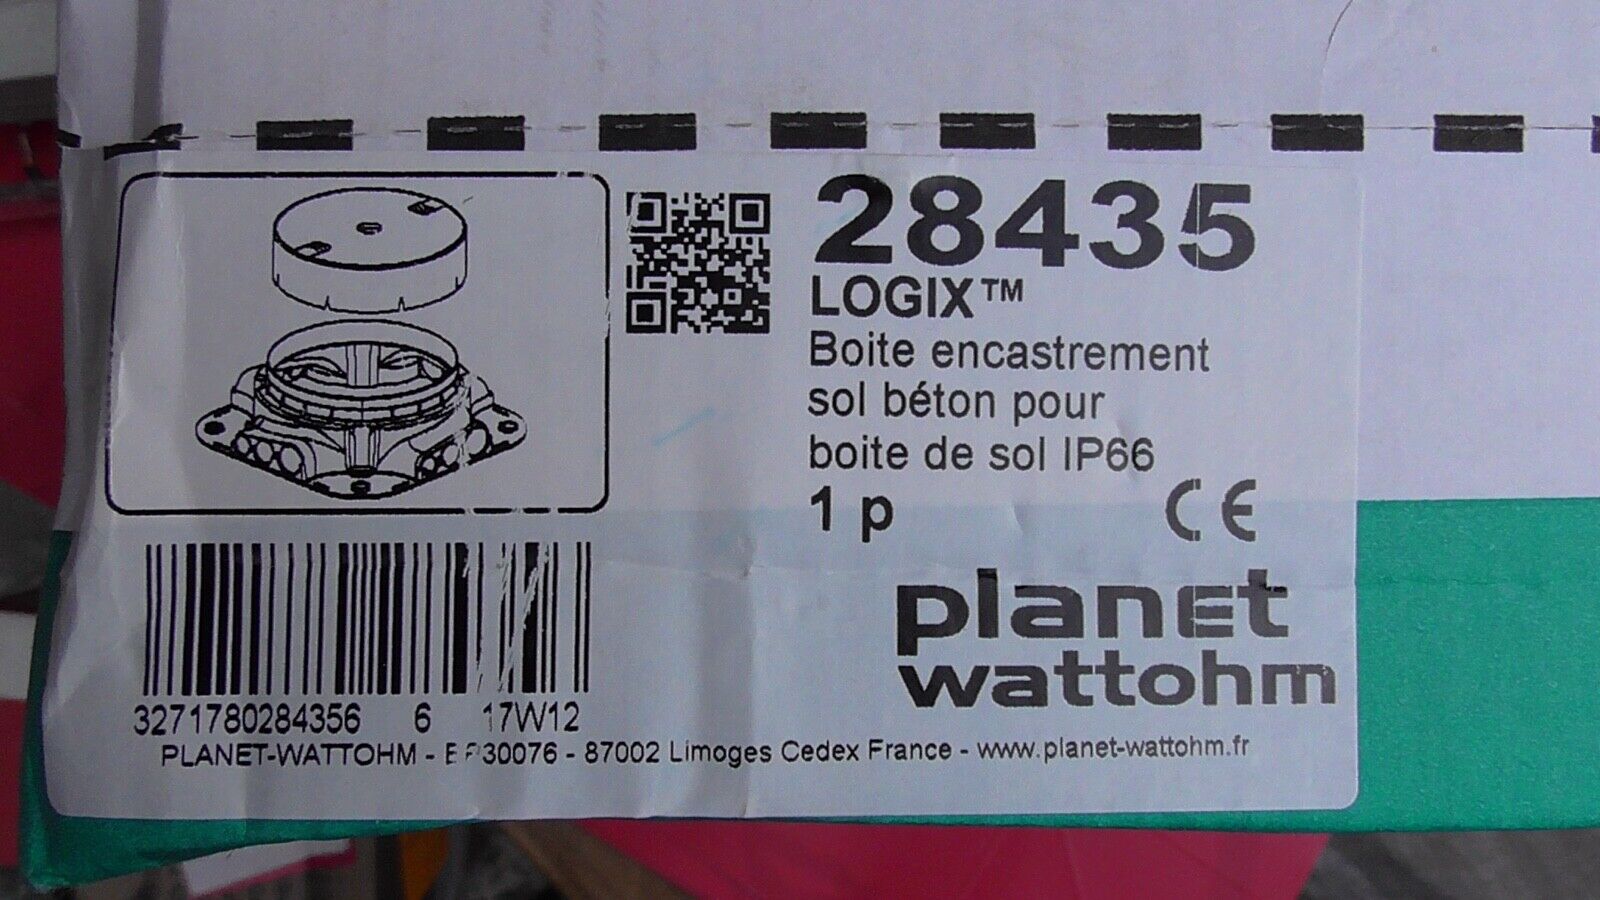 28435
LOGIX™
Boite encastrement
sol béton pour
boite de sol IP66
1 p CE
planet
wattohm
3271780284356 6 17W12
PLANET-WATTOHM - 30076 - 87002 Limoges Cedex France - www.planet-wattohm.fr